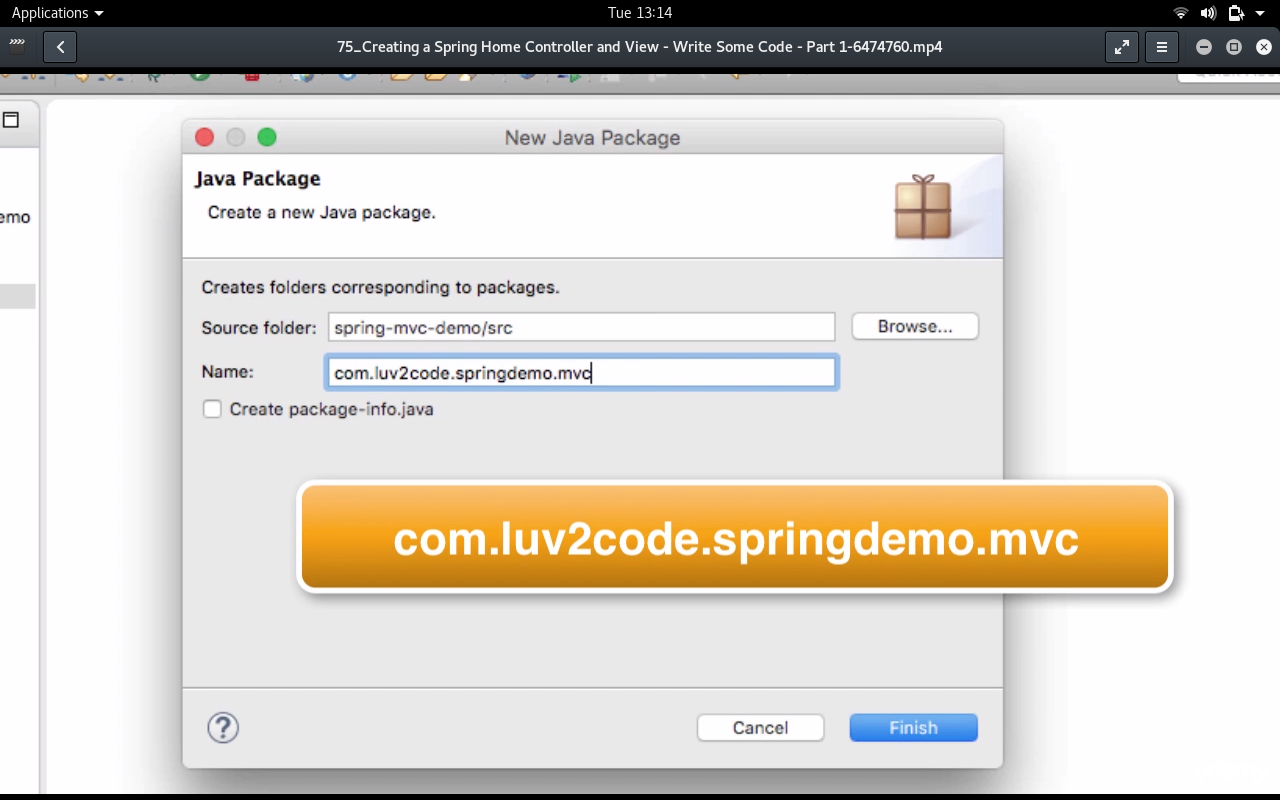 Applications
Tue 13:14
75_Creating a Spring Home Controller and View - Write Some Code - Part 1-6474760.mp4
New Java Package
Java Package
Create a new Java package.
emo
Creates folders corresponding to packages.
Source folder: spring-mvc-demo/src Browse...
Name: com.luv2code.springdemo.mvc
Create package-info.java
com.luv2code.springdemo.mvc
? Cancel Finish